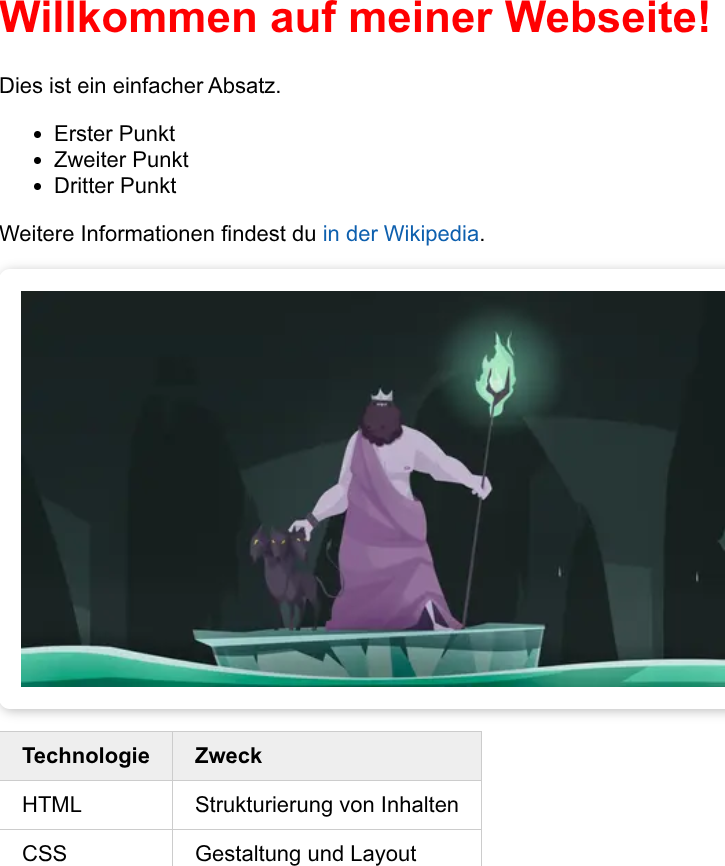 Willkommen auf meiner Webseite!
Dies ist ein einfacher Absatz.
Erster Punkt
Zweiter Punkt
Dritter Punkt
Weitere Informationen findest du in der Wikipedia.
Technologie Zweck
HTML Strukturierung von Inhalten
CSS Gestaltung und Layout